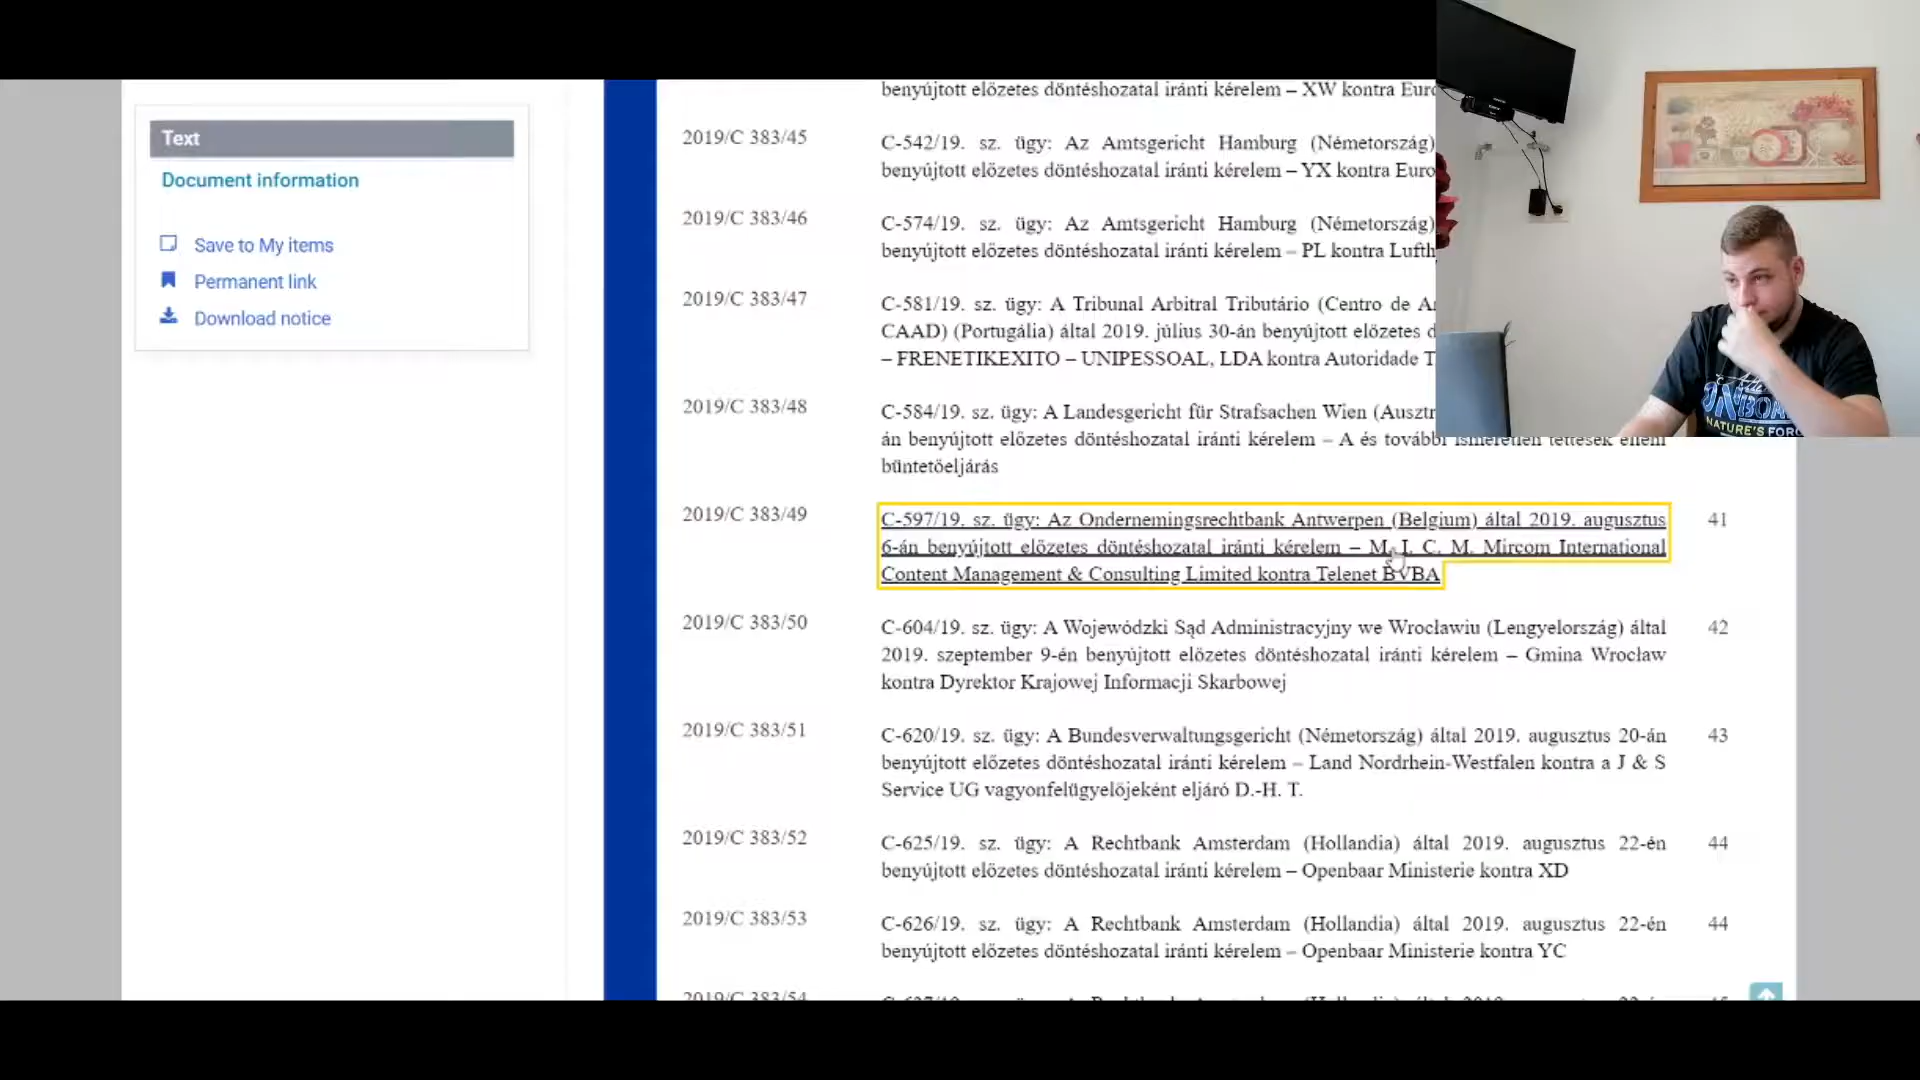 Text
Document information
Save to My items
Permanent link
Download notice
benyújtott előzetes döntéshozatal iránti kérelem – XW kontra
2019/C 383/45
C-542/19. sz. ügy: Az Amtsgericht Hamburg (Németország)
benyújtott előzetes döntéshozatal iránti kérelem – YX kontra
2019/C 383/46
C-574/19. sz. ügy: Az Amtsgericht Hamburg (Németország)
benyújtott előzetes döntéshozatal iránti kérelem – PL kontra
2019/C 383/47
C-581/19. sz. ügy: A Tribunal Arbitral Tributário (Centro de
CAAD) (Portugália) által 2019. július 30-án benyújtott előzetes
– FRENETIKEXITO – UNIPESSOAL, LDA kontra Autoridade
2019/C 383/48
C-584/19. sz. ügy: A Landesgericht für Strafsachen Wien
án benyújtott előzetes döntéshozatal iránti kérelem – A és további ismeretlen tettesek elleni
büntetőeljárás
2019/C 383/49
C-597/19. sz. ügy: Az Ondernemingsrechtbank Antwerpen (Belgium) által 2019. augusztus 41
6-án benyújtott előzetes döntéshozatal iránti kérelem – M. I. C. M. Mircom International
Content Management & Consulting Limited kontra Telenet BVBA
2019/C 383/50
C-604/19. sz. ügy: A Wojewódzki Sąd Administracyjny we Wrocławiu (Lengyelország) által 42
2019. szeptember 9-én benyújtott előzetes döntéshozatal iránti kérelem – Gmina Wrocław
kontra Dyrektor Krajowej Informacji Skarbowej
2019/C 383/51
C-620/19. sz. ügy: A Bundesverwaltungsgericht (Németország) által 2019. augusztus 20-án 43
benyújtott előzetes döntéshozatal iránti kérelem – Land Nordrhein-Westfalen kontra a J & S
Service UG vagyonfelügyelőjeként eljáró D.-H. T.
2019/C 383/52
C-625/19. sz. ügy: A Rechtbank Amsterdam (Hollandia) által 2019. augusztus 22-én 44
benyújtott előzetes döntéshozatal iránti kérelem – Openbaar Ministerie kontra XD
2019/C 383/53
C-626/19. sz. ügy: A Rechtbank Amsterdam (Hollandia) által 2019. augusztus 22-én 44
benyújtott előzetes döntéshozatal iránti kérelem – Openbaar Ministerie kontra YC
2019/C 383/54
NATURE'S